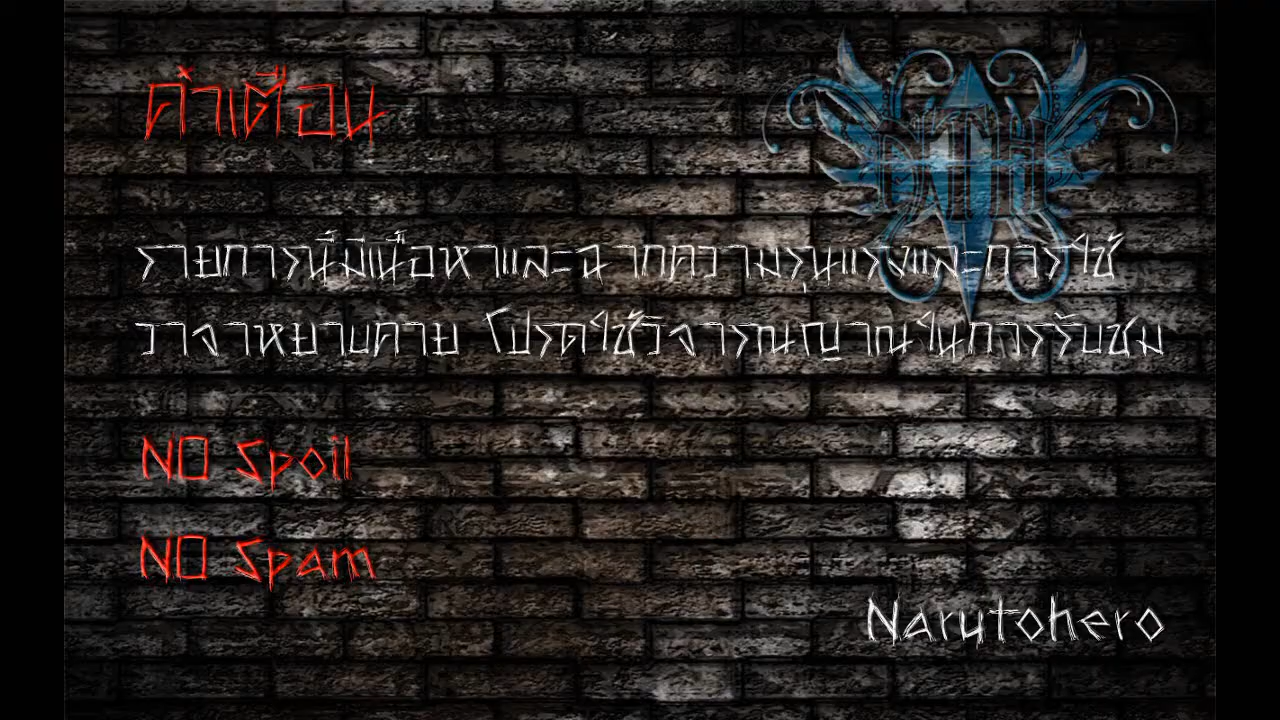 คำเตือน
DTH
รายการนี้มีเนื้อหาและฉากความรุนแรงและการใช้
วาจาหยาบคาย โปรดใช้วิจารณญาณในการรับชม
NO Spoil
NO Spam
Narutohero